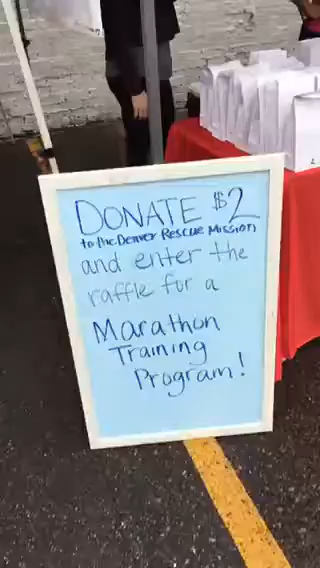 DONATE $2
to the Denver Rescue Mission
and enter the
raffle for a
Marathon
Training
Program!